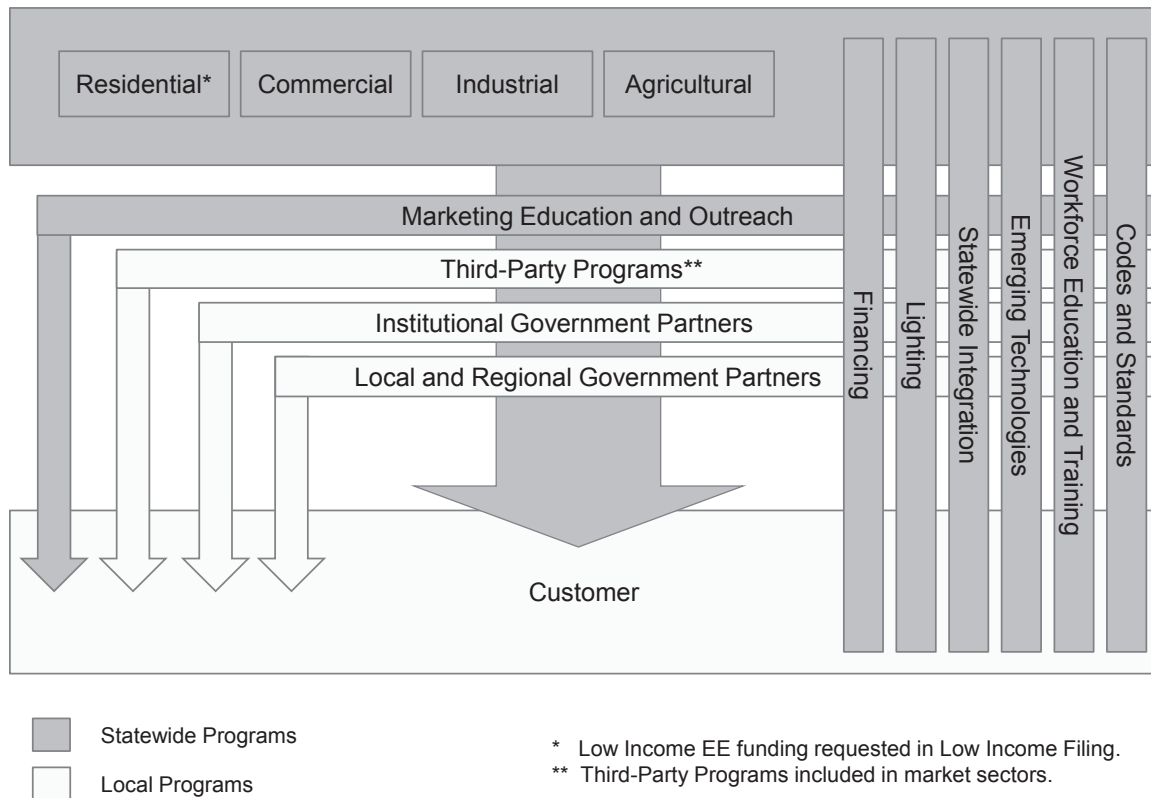 Residential*
Commercial
Industrial
Agricultural
Marketing Education and Outreach
Third-Party Programs**
Institutional Government Partners
Local and Regional Government Partners
Financing
Lighting
Statewide Integration
Emerging Technologies
Workforce Education and Training
Codes and Standards
Customer
Statewide Programs
Local Programs
* Low Income EE funding requested in Low Income Filing.
** Third-Party Programs included in market sectors.